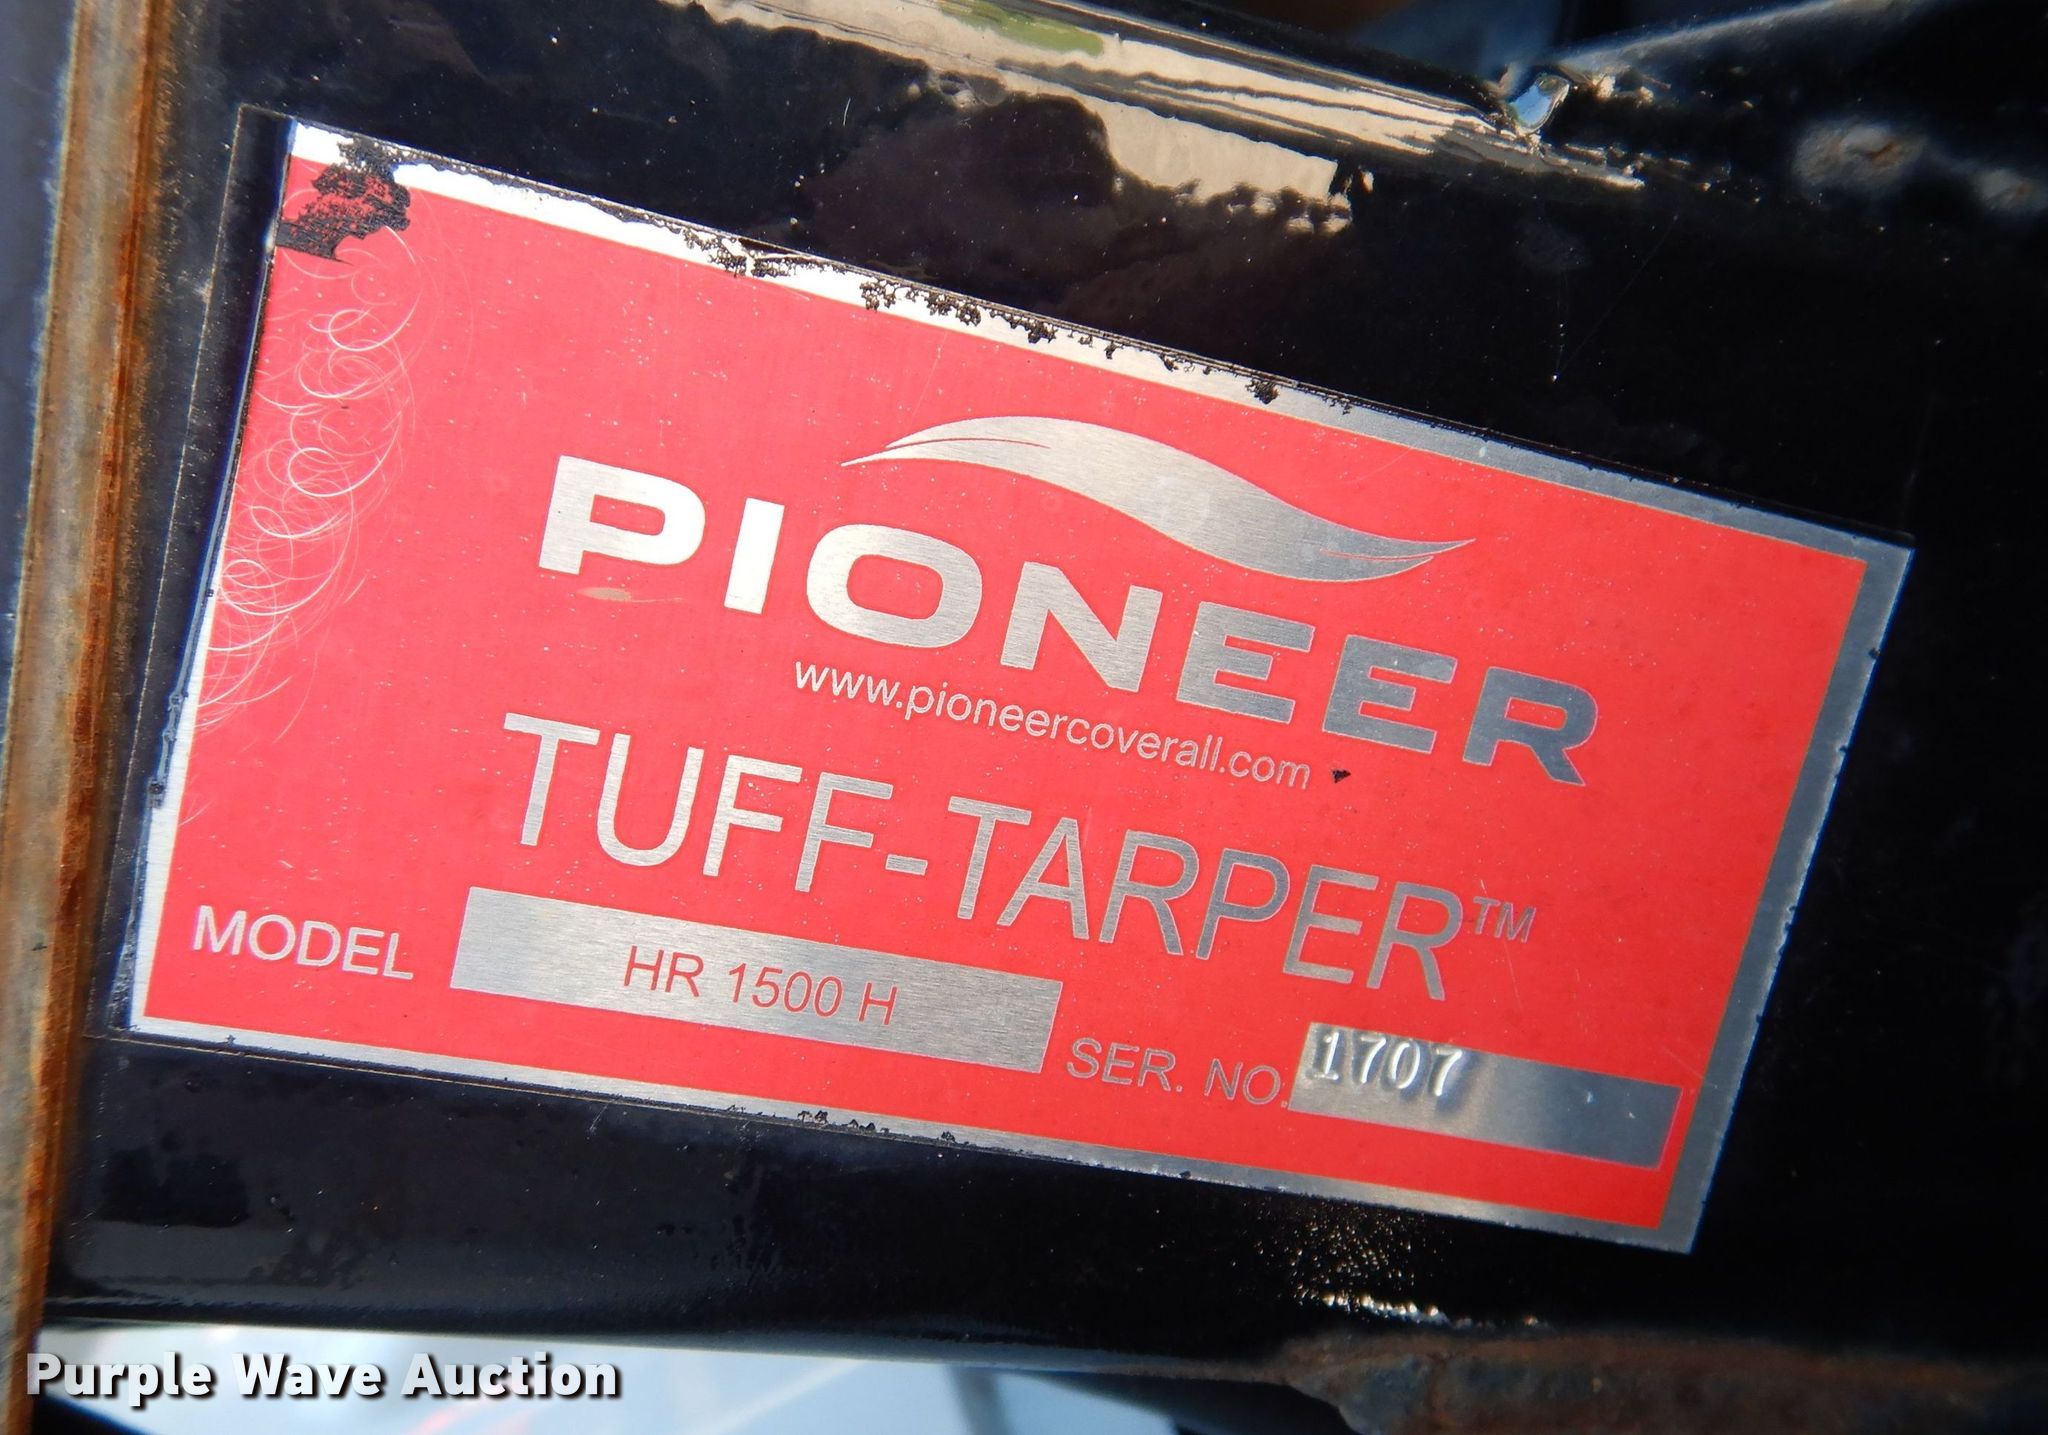 PIONEER
www.pioneercoverall.com
TUFF-TARPER™
MODEL HR 1500 H SER. NO. 1707
Purple Wave Auction